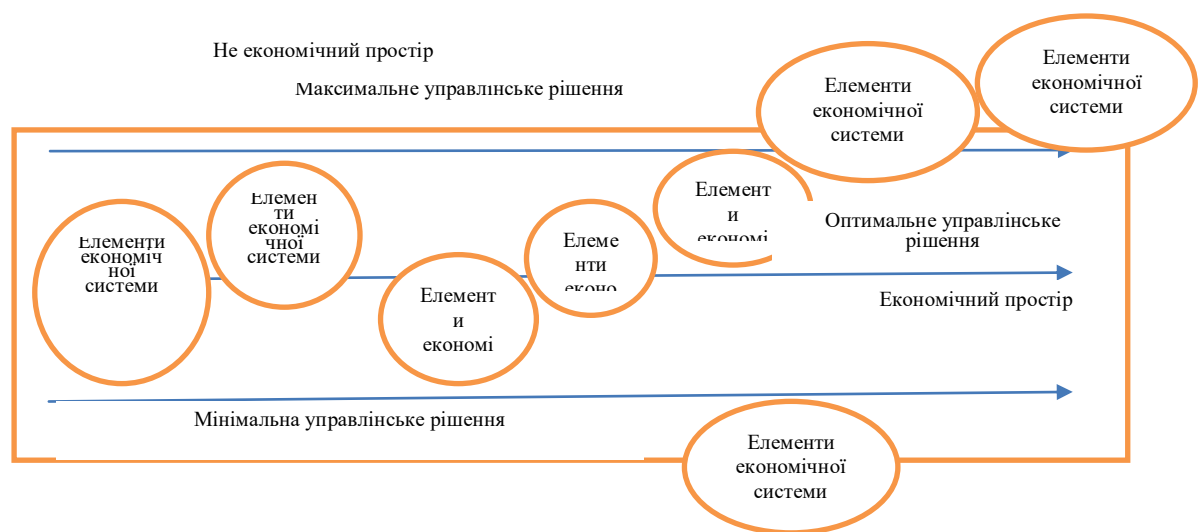 Не економічний простір
Максимальне управлінське рішення
Елементи
економічної
системи
Елементи
економічної
системи
Елементи
економіч
ної
системи
Елемен
ти
економі
чної
системи
Елемент
и
економі
Елеме
нти
еконо
Елемент
и
економі
Оптимальне управлінське
рішення
Економічний простір
Мінімальна управлінське рішення
Елементи
економічної
системи